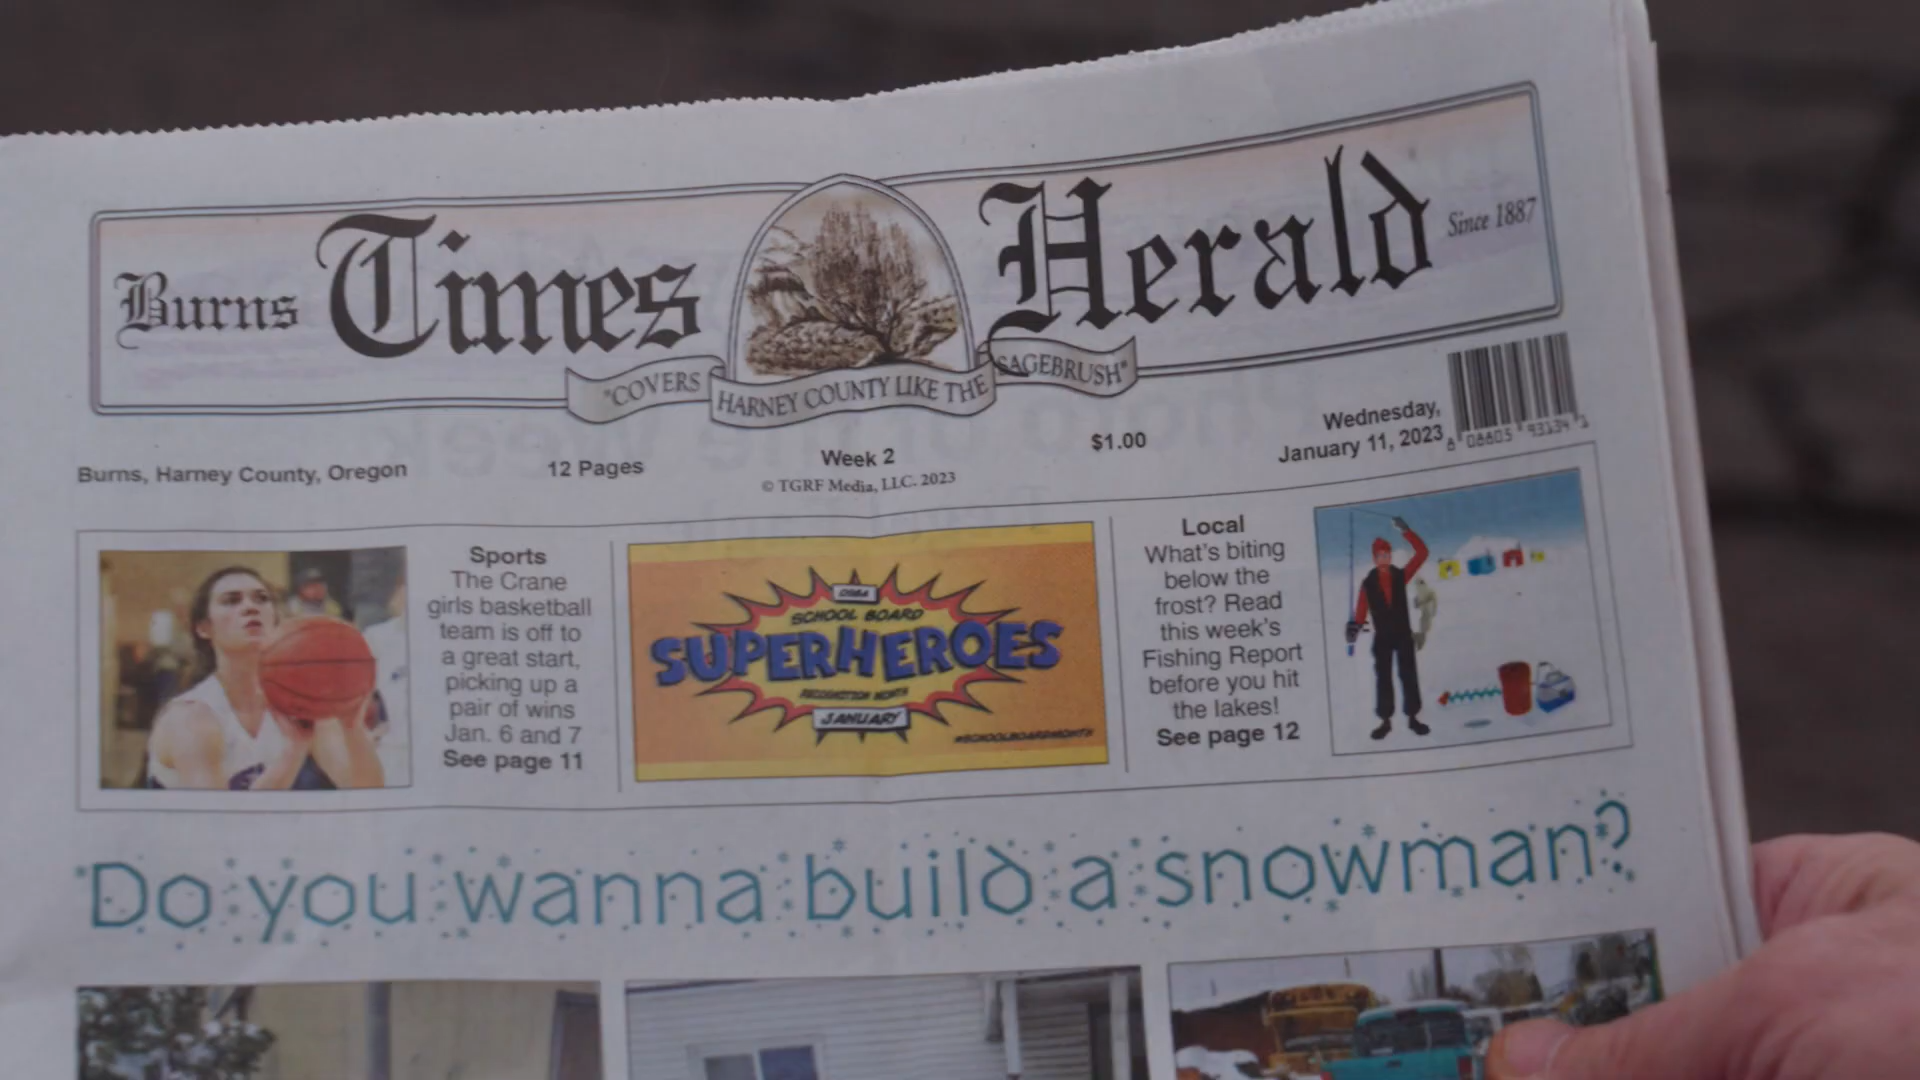 Burns Times Herald Since 1887
"COVERS HARNEY COUNTY LIKE THE SAGEBRUSH"
Burns, Harney County, Oregon
12 Pages
Week 2
© TGRF Media, LLC. 2023
$1.00
Wednesday,
January 11, 2023
Sports
The Crane
girls basketball
team is off to
a great start,
picking up a
pair of wins
Jan. 6 and 7
See page 11
OSBA
SCHOOL BOARD
SUPERHEROES
RECOGNITION MONTH
JANUARY
#SCHOOLBOARDMONTH
Local
What's biting
below the
frost? Read
this week's
Fishing Report
before you hit
the lakes!
See page 12
Do you wanna build a snowman?